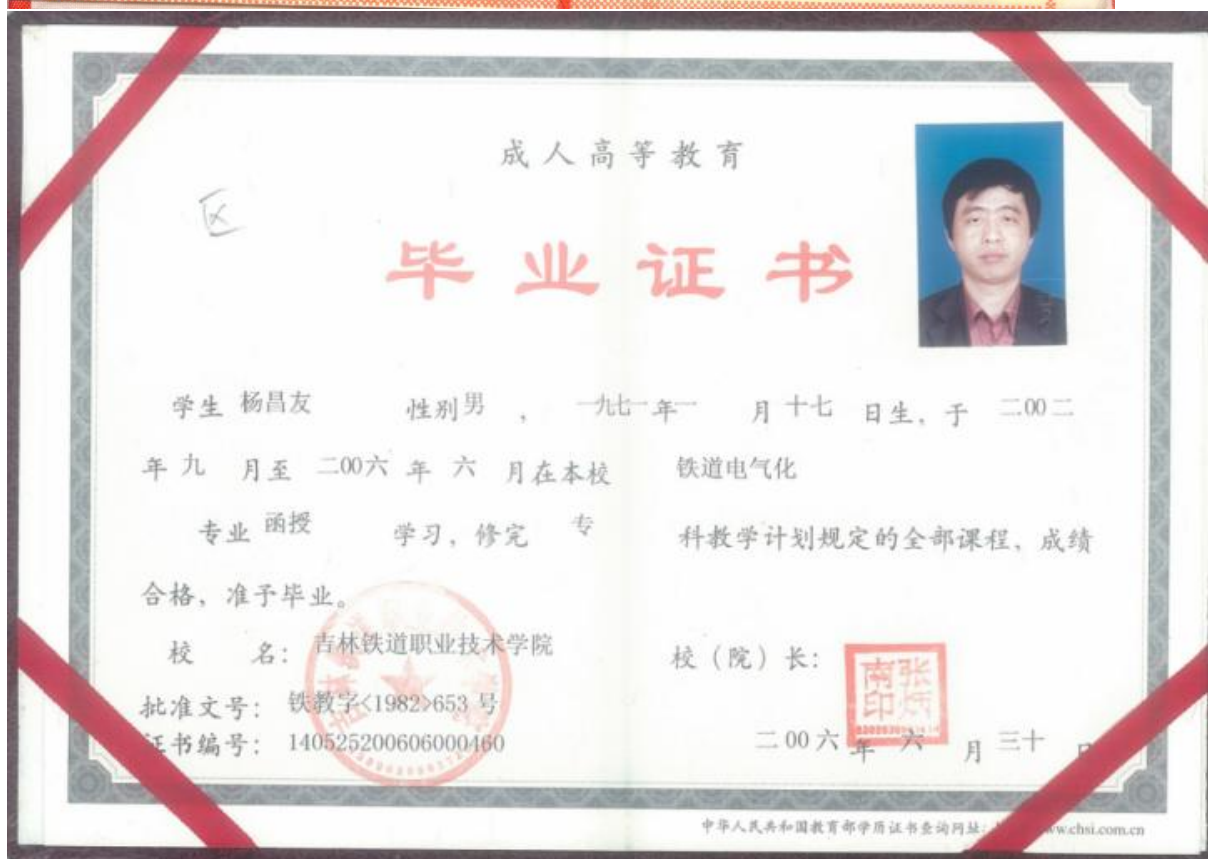 成人高等教育
区
毕业证书
学生 杨昌友 性别男 , 一九七一年一 月十七 日生, 于 二00二
年九 月至 二00六 年 六 月在本校 铁道电气化
专业 函授 学习, 修完 专 科教学计划规定的全部课程、成绩
合格, 准予毕业。
校 名: 吉林铁道职业技术学院 校(院)长:
南张
印炳
批准文号: 铁教字<1982>653 号
证书编号: 140525200606000460 二00六 年 六 月 三十
中华人民共和国教育部学历证书查询网址: ww.chsi.com.cn